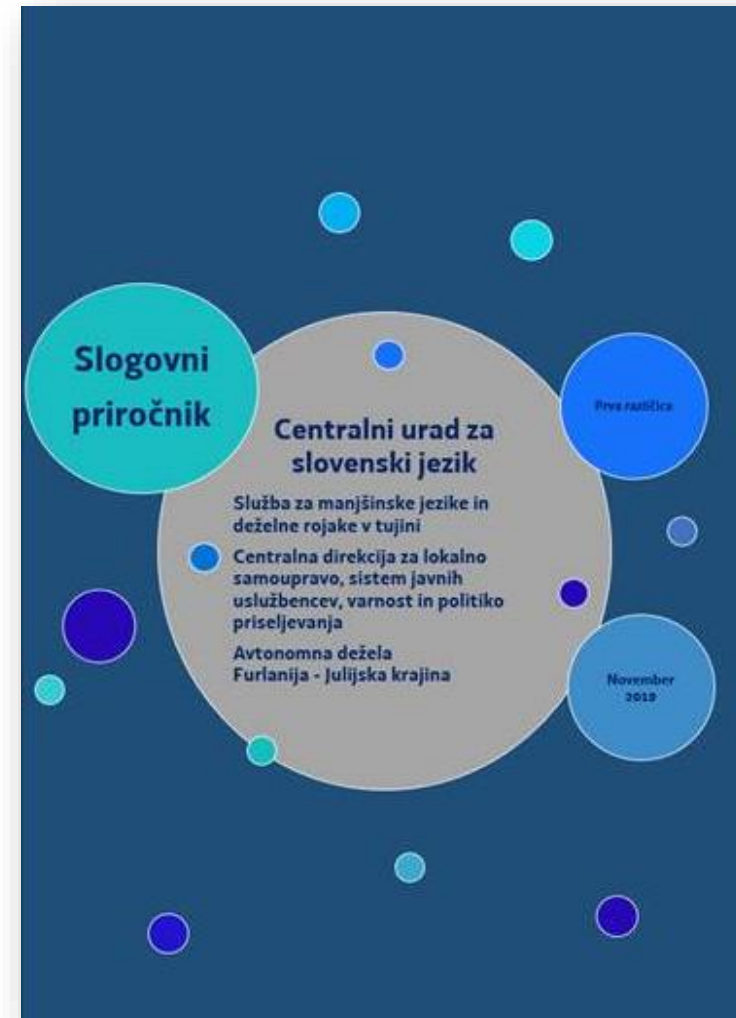 Slogovni
priročnik
Centralni urad za
slovenski jezik
Služba za manjšinske jezike in
deželne rojake v tujini
Centralna direkcija za lokalno
samoupravo, sistem javnih
uslužbencev, varnost in politiko
priseljevanja
Avtonomna dežela
Furlanija - Julijska krajina
Prva različica
November
2019